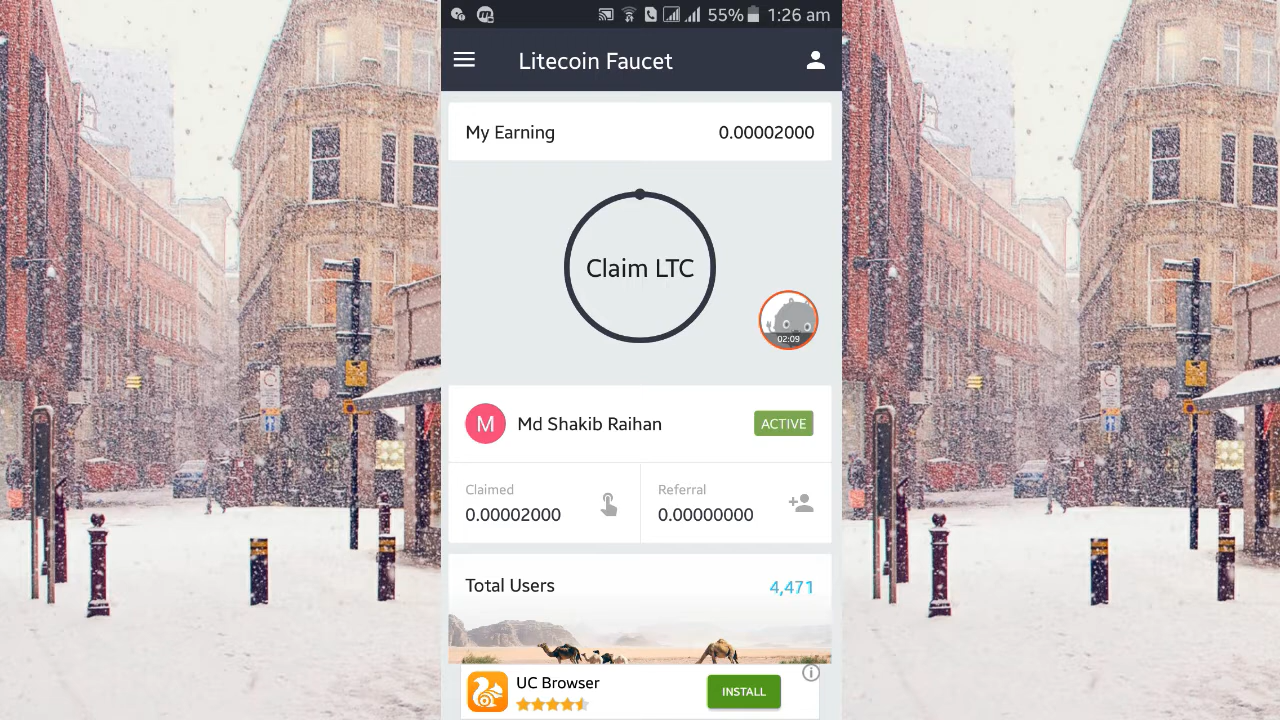 55% 1:26 am
Litecoin Faucet
My Earning 0.00002000
Claim LTC
02:09
M Md Shakib Raihan ACTIVE
Claimed Referral
0.00002000 0.00000000
Total Users 4,471
UC Browser
INSTALL